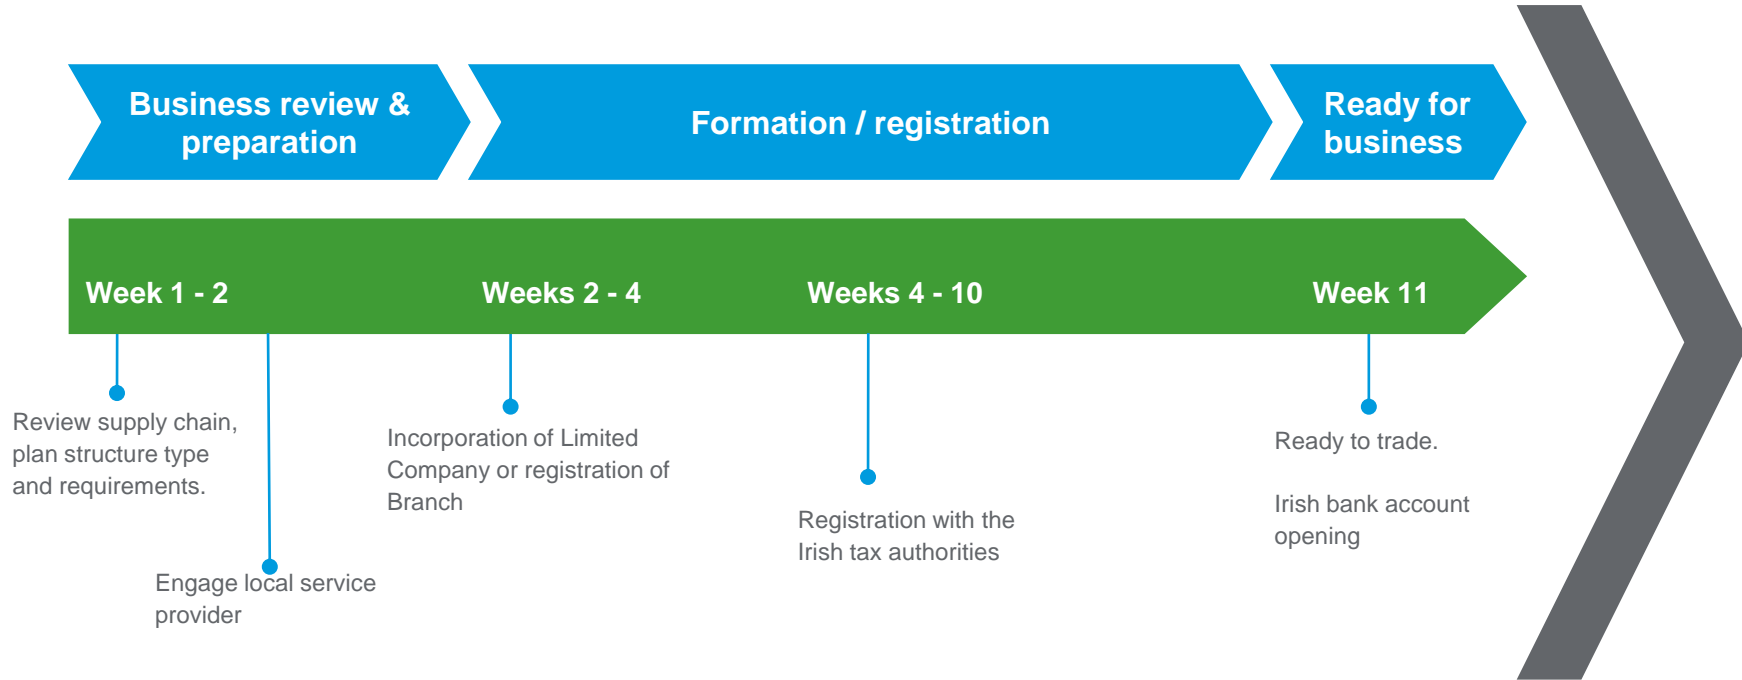 Business review &
preparation
Formation / registration
Ready for
business
Week 1 - 2
Weeks 2 - 4
Weeks 4 - 10
Week 11
Review supply chain,
plan structure type
and requirements.
Engage local service
provider
Incorporation of Limited
Company or registration of
Branch
Registration with the
Irish tax authorities
Ready to trade.
Irish bank account
opening